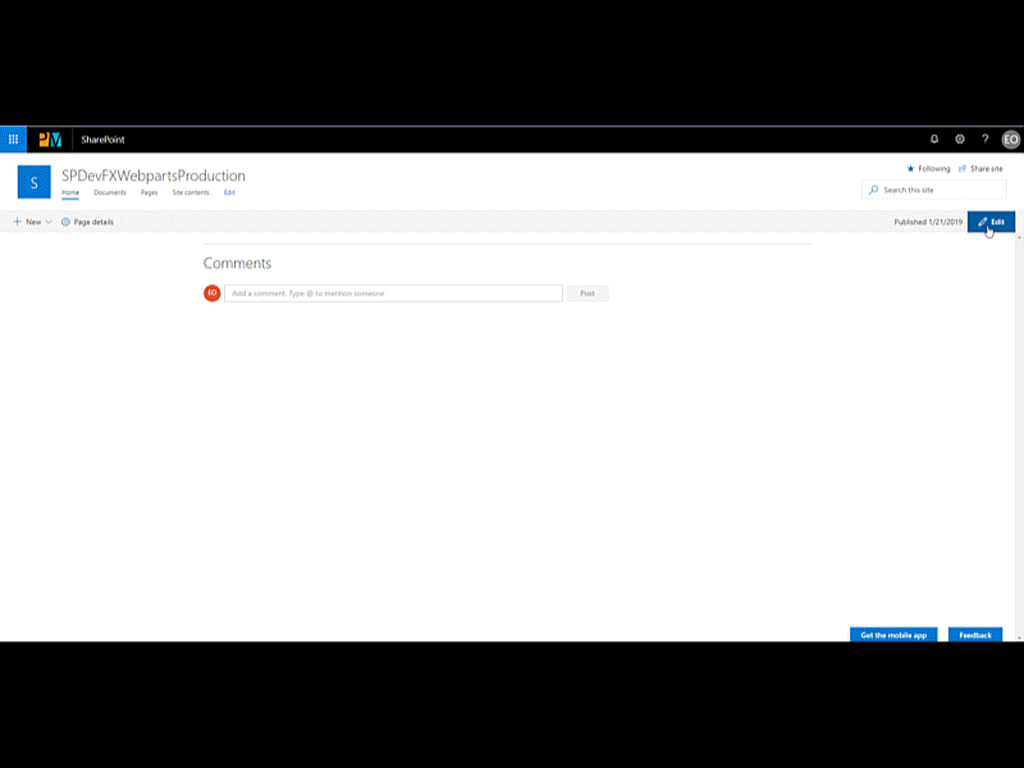 PM SharePoint ? EO
S SPDevFXWebpartsProduction Following Share site
Home Documents Pages Site contents Edit Search this site
New Page details Published 1/21/2019 Edit
Comments
EO Add a comment. Type @ to mention someone Post
Get the mobile app Feedback